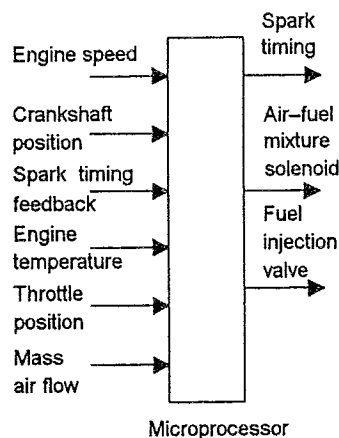 Engine speed
Crankshaft
position
Spark timing
feedback
Engine
temperature
Throttle
position
Mass
air flow
Spark
timing
Air–fuel
mixture
solenoid
Fuel
injection
valve
Microprocessor